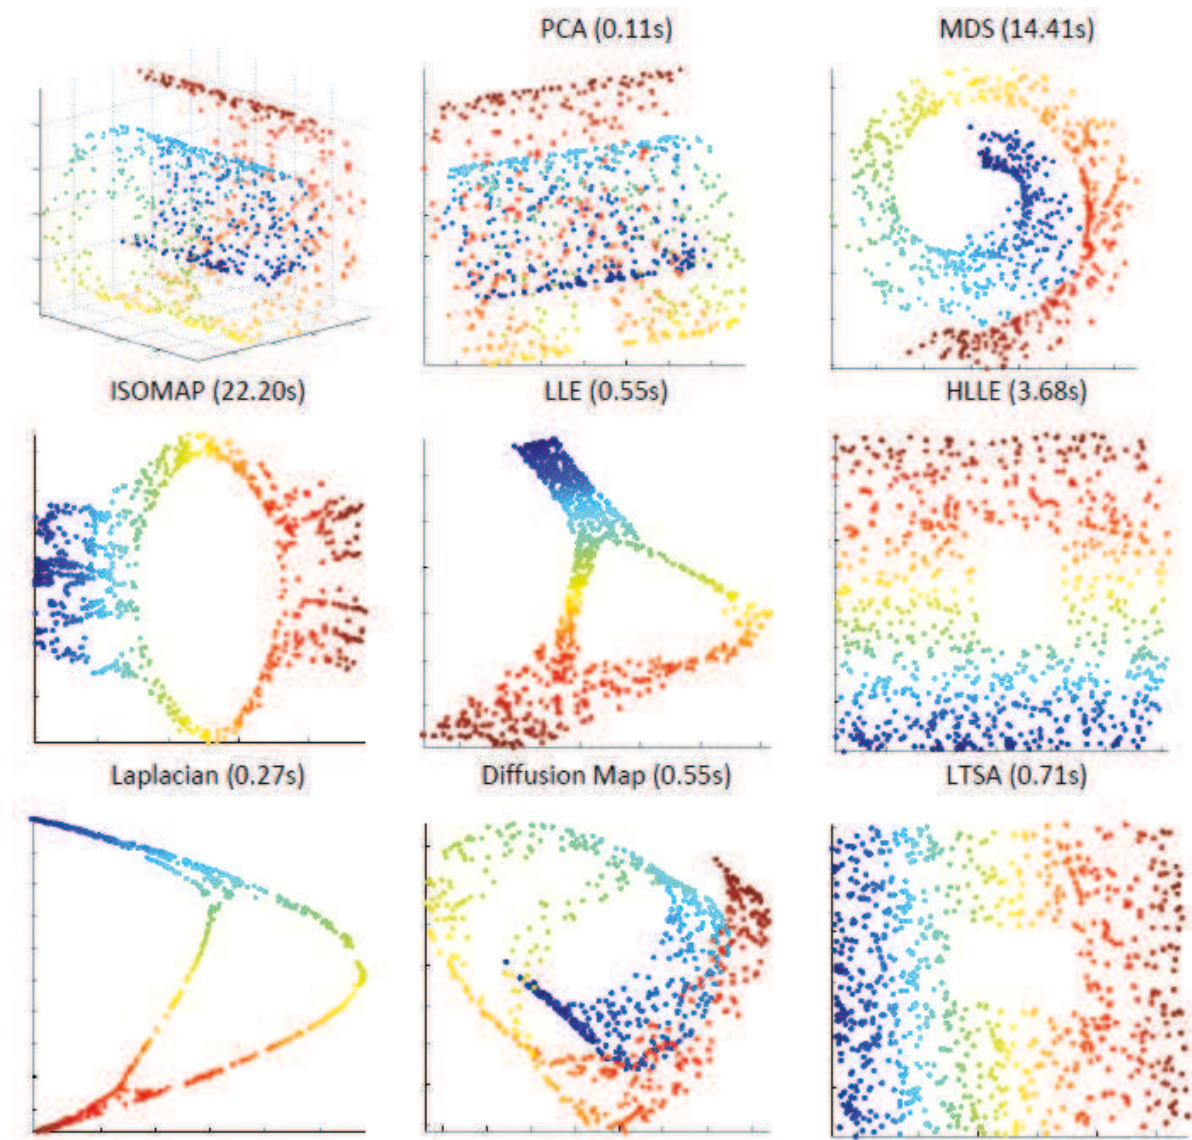 PCA (0.11s)
MDS (14.41s)
ISOMAP (22.20s)
LLE (0.55s)
HLLE (3.68s)
Laplacian (0.27s)
Diffusion Map (0.55s)
LTSA (0.71s)